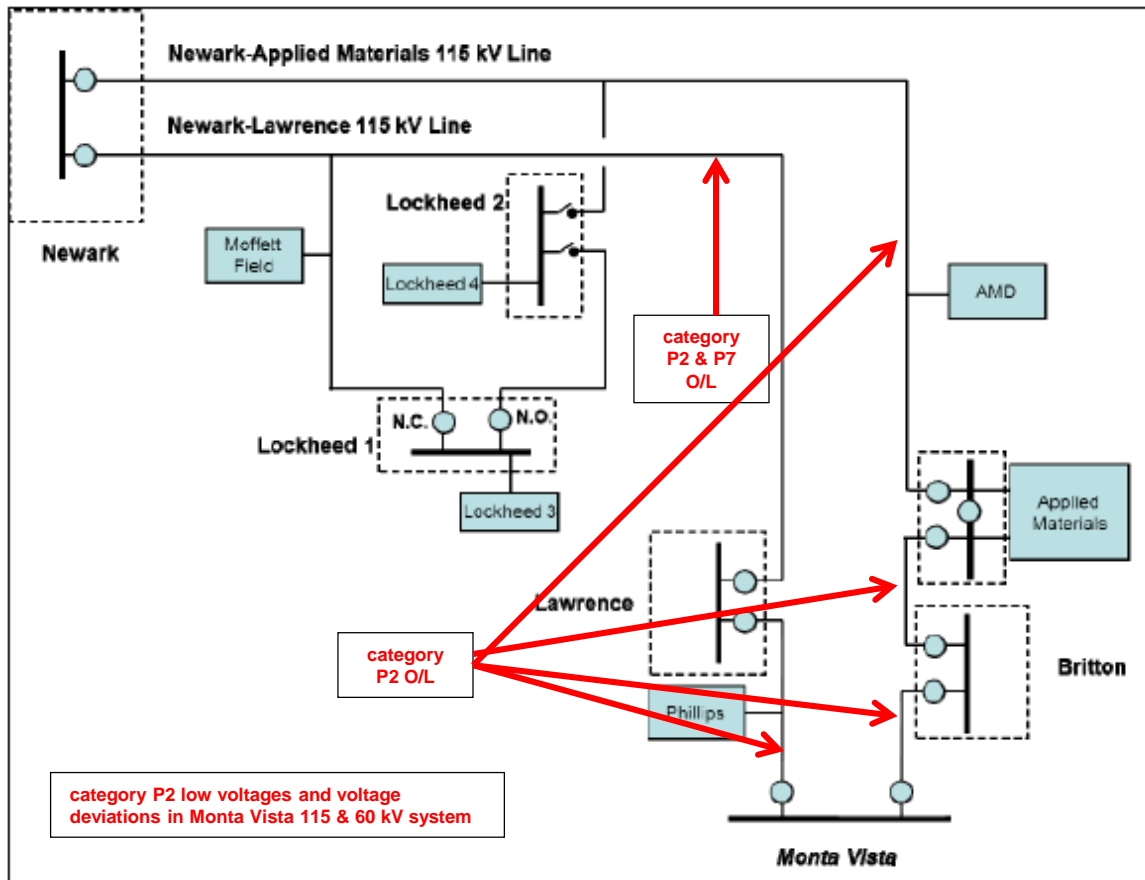 Newark-Applied Materials 115 kV Line
Newark-Lawrence 115 kV Line
Newark
Moffett
Field
Lockheed 2
Lockheed 4
AMD
category
P2 & P7
O/L
N.C.
N.O.
Lockheed 1
Lockheed 3
Applied
Materials
Lawrence
category
P2 O/L
Britton
Phillips
category P2 low voltages and voltage
deviations in Monta Vista 115 & 60 kV system
Monta Vista